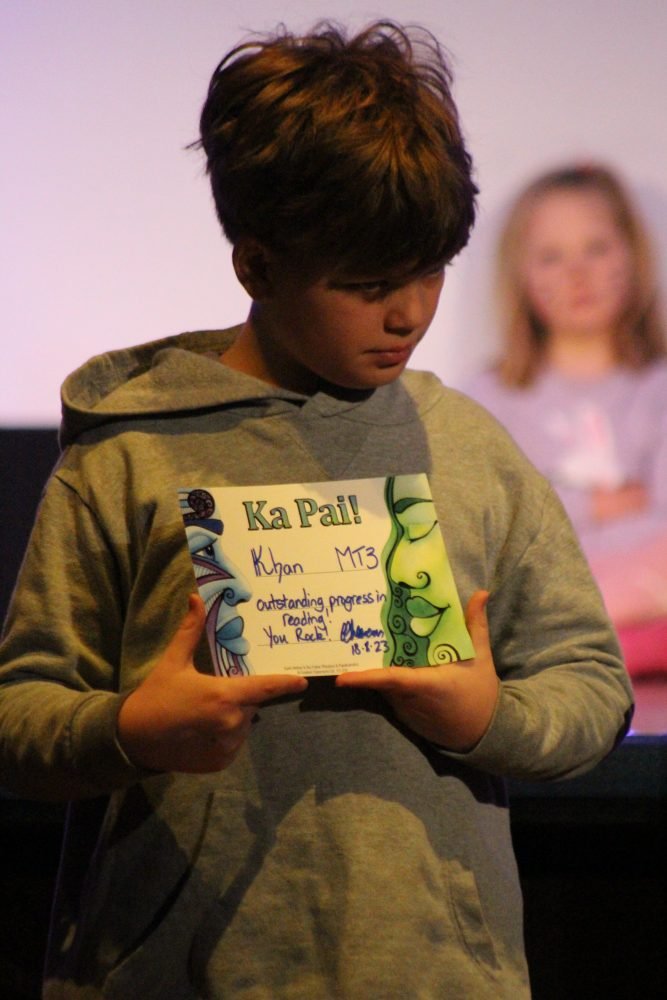 Ka Pai!
Khan MT3
outstanding progress in
reading.
You Rock!
18.8.23